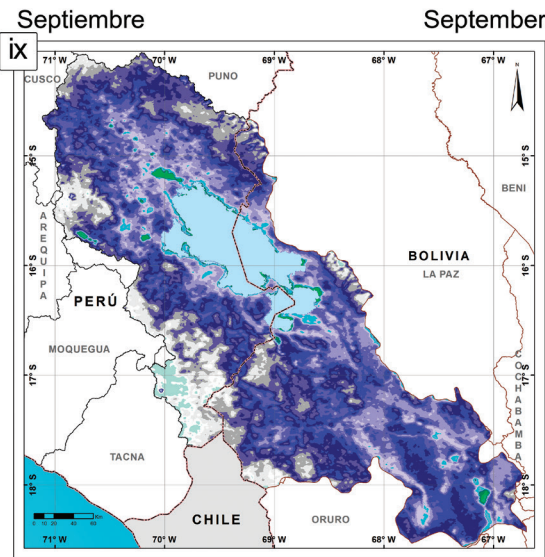 Septiembre
September
ix
71° W
70° W
69° W
68° W
67° W
CUSCO
PUNO
N
15° S
15° S
BENI
AREQUIPA
BOLIVIA
LA PAZ
16° S
16° S
PERÚ
MOQUEGUA
17° S
17° S
COCHABAMBA
TACNA
18° S
18° S
CHILE
ORURO
71° W
70° W
69° W
68° W
67° W